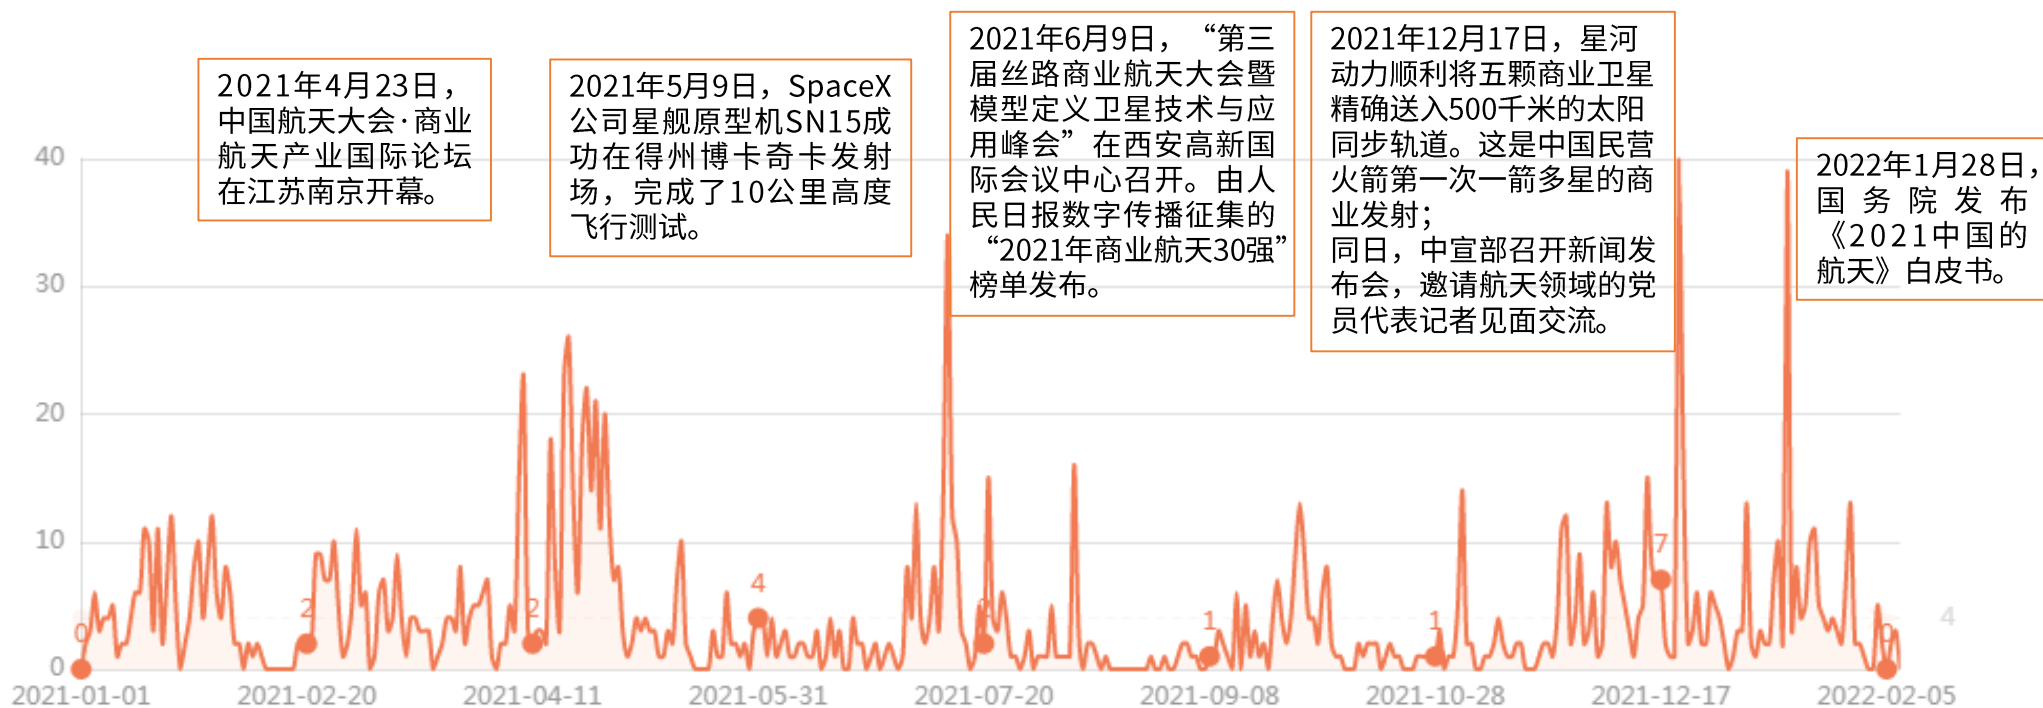 2021年4月23日，
中国航天大会·商业
航天产业国际论坛
在江苏南京开幕。
2021年5月9日，SpaceX
公司星舰原型机SN15成
功在得州博卡奇卡发射
场，完成了10公里高度
飞行测试。
2021年6月9日，“第三
届丝路商业航天大会暨
模型定义卫星技术与应
用峰会”在西安高新国
际会议中心召开。由人
民日报数字传播征集的
“2021年商业航天30强”
榜单发布。
2021年12月17日，星河
动力顺利将五颗商业卫星
精确送入500千米的太阳
同步轨道。这是中国民营
火箭第一次一箭多星的商
业发射；
同日，中宣部召开新闻发
布会，邀请航天领域的党
员代表记者见面交流。
2022年1月28日，
国务院发布
《2021中国的
航天》白皮书。
40
30
20
10
0
0
2
2
4
2
1
1
7
0
4
2021-01-01
2021-02-20
2021-04-11
2021-05-31
2021-07-20
2021-09-08
2021-10-28
2021-12-17
2022-02-05